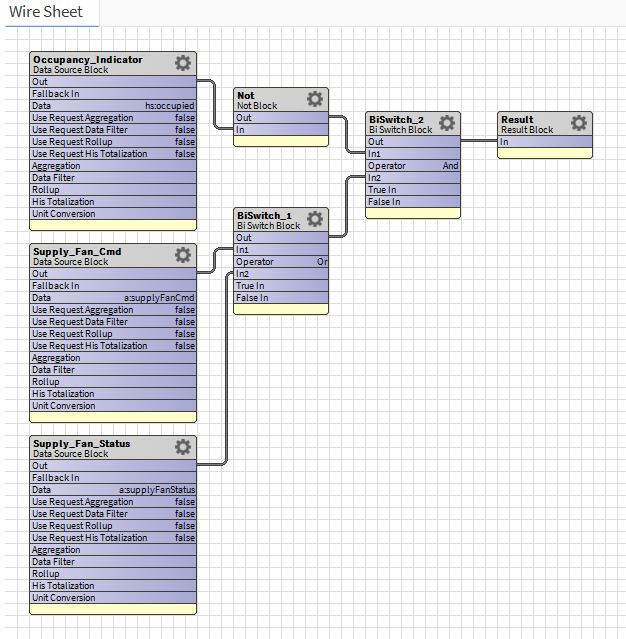 Wire Sheet
Occupancy_Indicator
Data Source Block
Out
Fallback In
Data hs:occupied
Use Request Aggregation false
Use Request Data Filter false
Use Request Rollup false
Use Request His Totalization false
Aggregation
Data Filter
Rollup
His Totalization
Unit Conversion
Supply_Fan_Cmd
Data Source Block
Out
Fallback In
Data a:supplyFanCmd
Use Request Aggregation false
Use Request Data Filter false
Use Request Rollup false
Use Request His Totalization false
Aggregation
Data Filter
Rollup
His Totalization
Unit Conversion
Supply_Fan_Status
Data Source Block
Out
Fallback In
Data a:supplyFanStatus
Use Request Aggregation false
Use Request Data Filter false
Use Request Rollup false
Use Request His Totalization false
Aggregation
Data Filter
Rollup
His Totalization
Unit Conversion
Not
Not Block
Out
In
BiSwitch_1
Bi Switch Block
Out
In1
Operator Or
In2
True In
False In
BiSwitch_2
Bi Switch Block
Out
In1
Operator And
In2
True In
False In
Result
Result Block
In